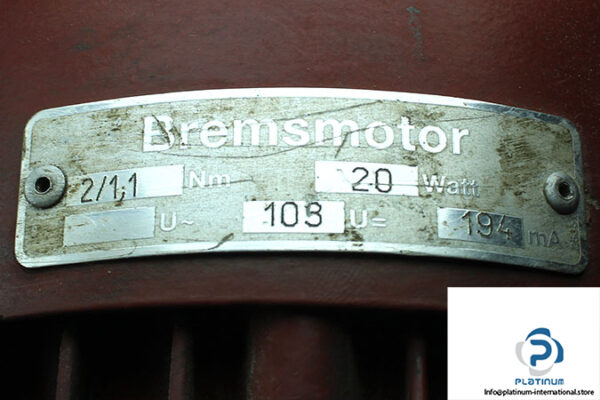 Bremsmotor
2/1,1 Nm 20 Watt
U~ 103 U= 194 mA
PLATINUM
Info@platinum-international.store